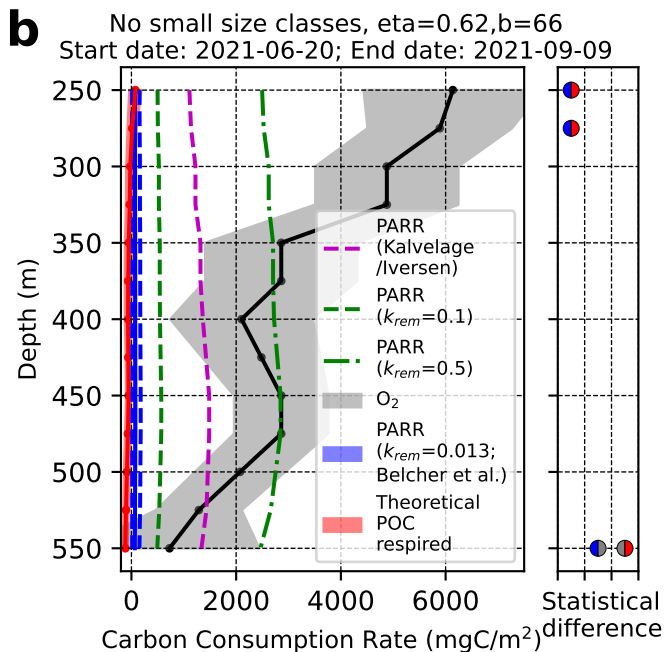 b
No small size classes, eta=0.62,b=66
Start date: 2021-06-20; End date: 2021-09-09
250
300
350
400
450
500
550
Depth (m)
PARR
(Kalvelage
/Iversen)
PARR
(k_rem=0.1)
PARR
(k_rem=0.5)
O₂
PARR
(k_rem=0.013;
Belcher et al.)
Theoretical
POC
respired
0 2000 4000 6000
Carbon Consumption Rate (mgC/m²)
Statistical
difference